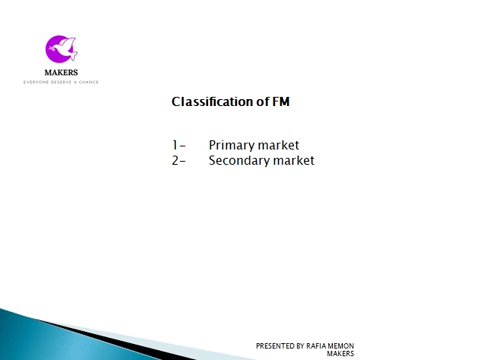 MAKERS
EVERYONE DESERVE A CHANCE
Classification of FM
1- Primary market
2- Secondary market
PRESENTED BY RAFIA MEMON
MAKERS